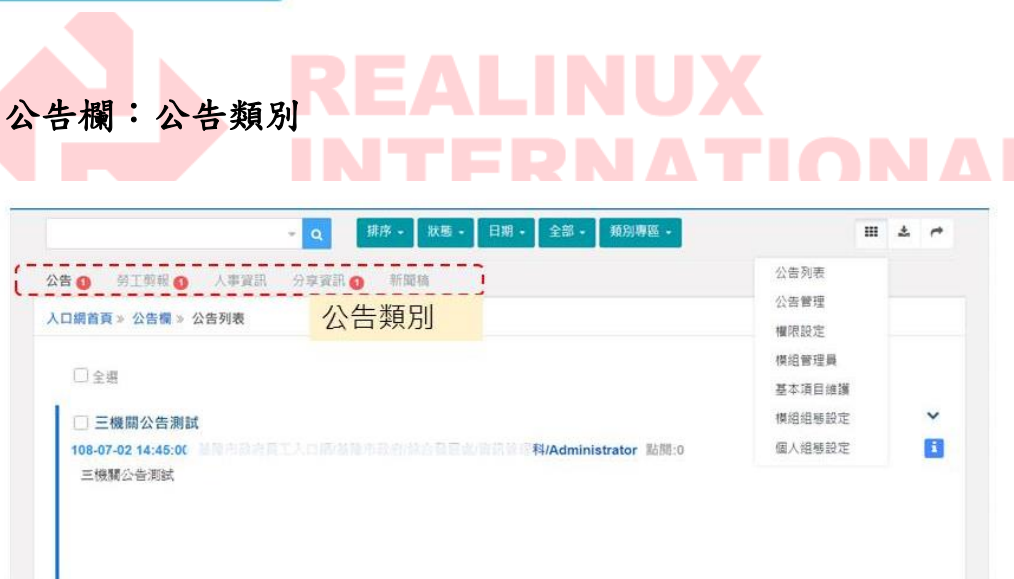 REALINUX
公告欄：公告類別
INTERNATIONAL
排序 狀態 日期 全部 類別專區
公告 1 勞工剪報 1 人事資訊 分享資訊 1 新聞稿
公告列表
公告管理
權限設定
模組管理員
基本項目維護
模組組態設定
個人組態設定
入口網首頁 » 公告欄 » 公告列表
公告類別
全選
三機關公告測試
108-07-02 14:45:00 科/Administrator 點閱:0
三機關公告測試